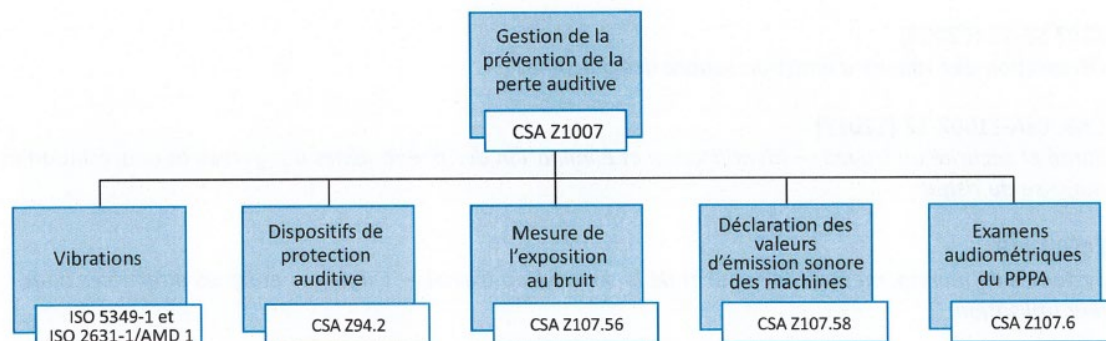 Gestion de la
prévention de la
perte auditive
CSA Z1007
Vibrations
ISO 5349-1 et
ISO 2631-1/AMD 1
Dispositifs de
protection
auditive
CSA Z94.2
Mesure de
l'exposition
au bruit
CSA Z107.56
Déclaration des
valeurs
d'émission sonore
des machines
CSA Z107.58
Examens
audiométriques
du PPPA
CSA Z107.6